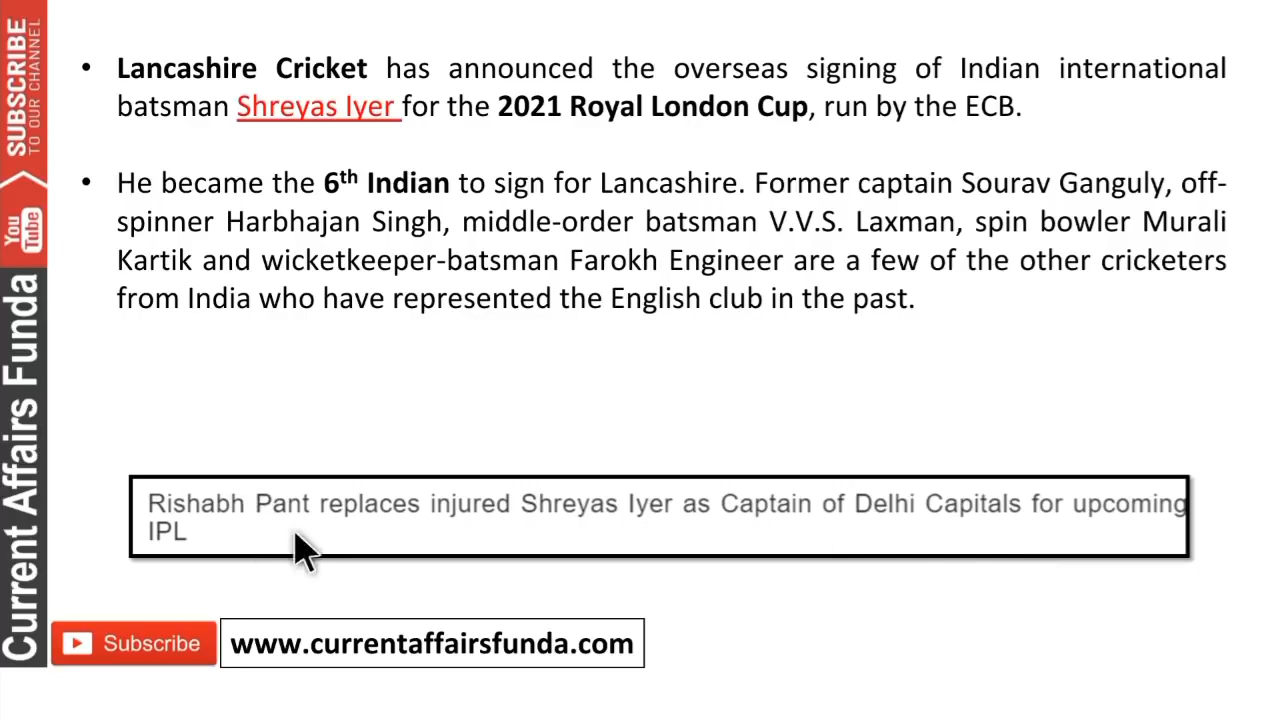 SUBSCRIBE
TO OUR CHANNEL
You
Tube
Current Affairs Funda
• Lancashire Cricket has announced the overseas signing of Indian international
batsman Shreyas Iyer for the 2021 Royal London Cup, run by the ECB.
• He became the 6th Indian to sign for Lancashire. Former captain Sourav Ganguly, off-
spinner Harbhajan Singh, middle-order batsman V.V.S. Laxman, spin bowler Murali
Kartik and wicketkeeper-batsman Farokh Engineer are a few of the other cricketers
from India who have represented the English club in the past.
Rishabh Pant replaces injured Shreyas Iyer as Captain of Delhi Capitals for upcoming
IPL
Subscribe
www.currentaffairsfunda.com